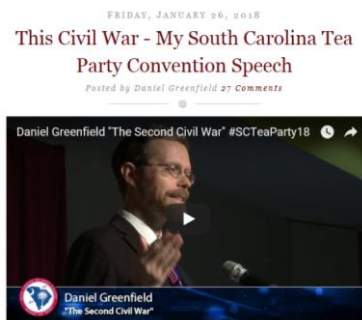 FRIDAY, JANUARY 26, 2018
This Civil War - My South Carolina Tea
Party Convention Speech
Posted by Daniel Greenfield 27 Comments
Daniel Greenfield "The Second Civil War" #SCTeaParty18
Daniel Greenfield
"The Second Civil War"